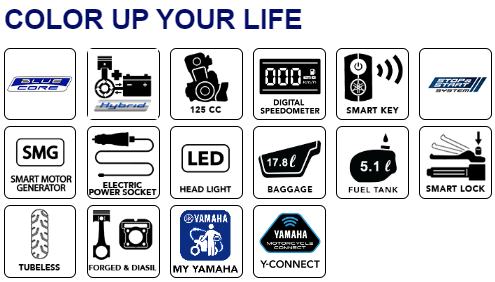 COLOR UP YOUR LIFE
BLUE
CORE
Hybrid
125 CC
000
km/h
DIGITAL
SPEEDOMETER
SMART KEY
STOP &
START
SYSTEM
SMG
SMART MOTOR
GENERATOR
ELECTRIC
POWER SOCKET
LED
HEAD LIGHT
17.8 ℓ
BAGGAGE
5.1 ℓ
FUEL TANK
SMART LOCK
TUBELESS
FORGED & DIASIL
YAMAHA
MY YAMAHA
YAMAHA
MOTORCYCLE
CONNECT
Y-CONNECT